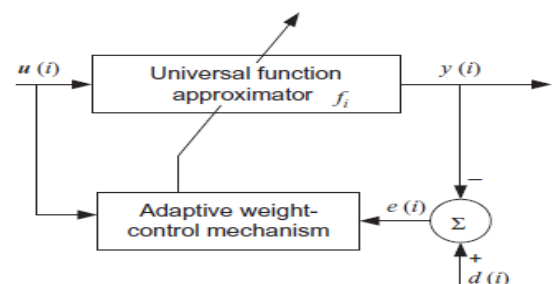 u (i)
Universal function
approximator f_i
y (i)
Adaptive weight-
control mechanism
e (i)
−
Σ
+
d (i)